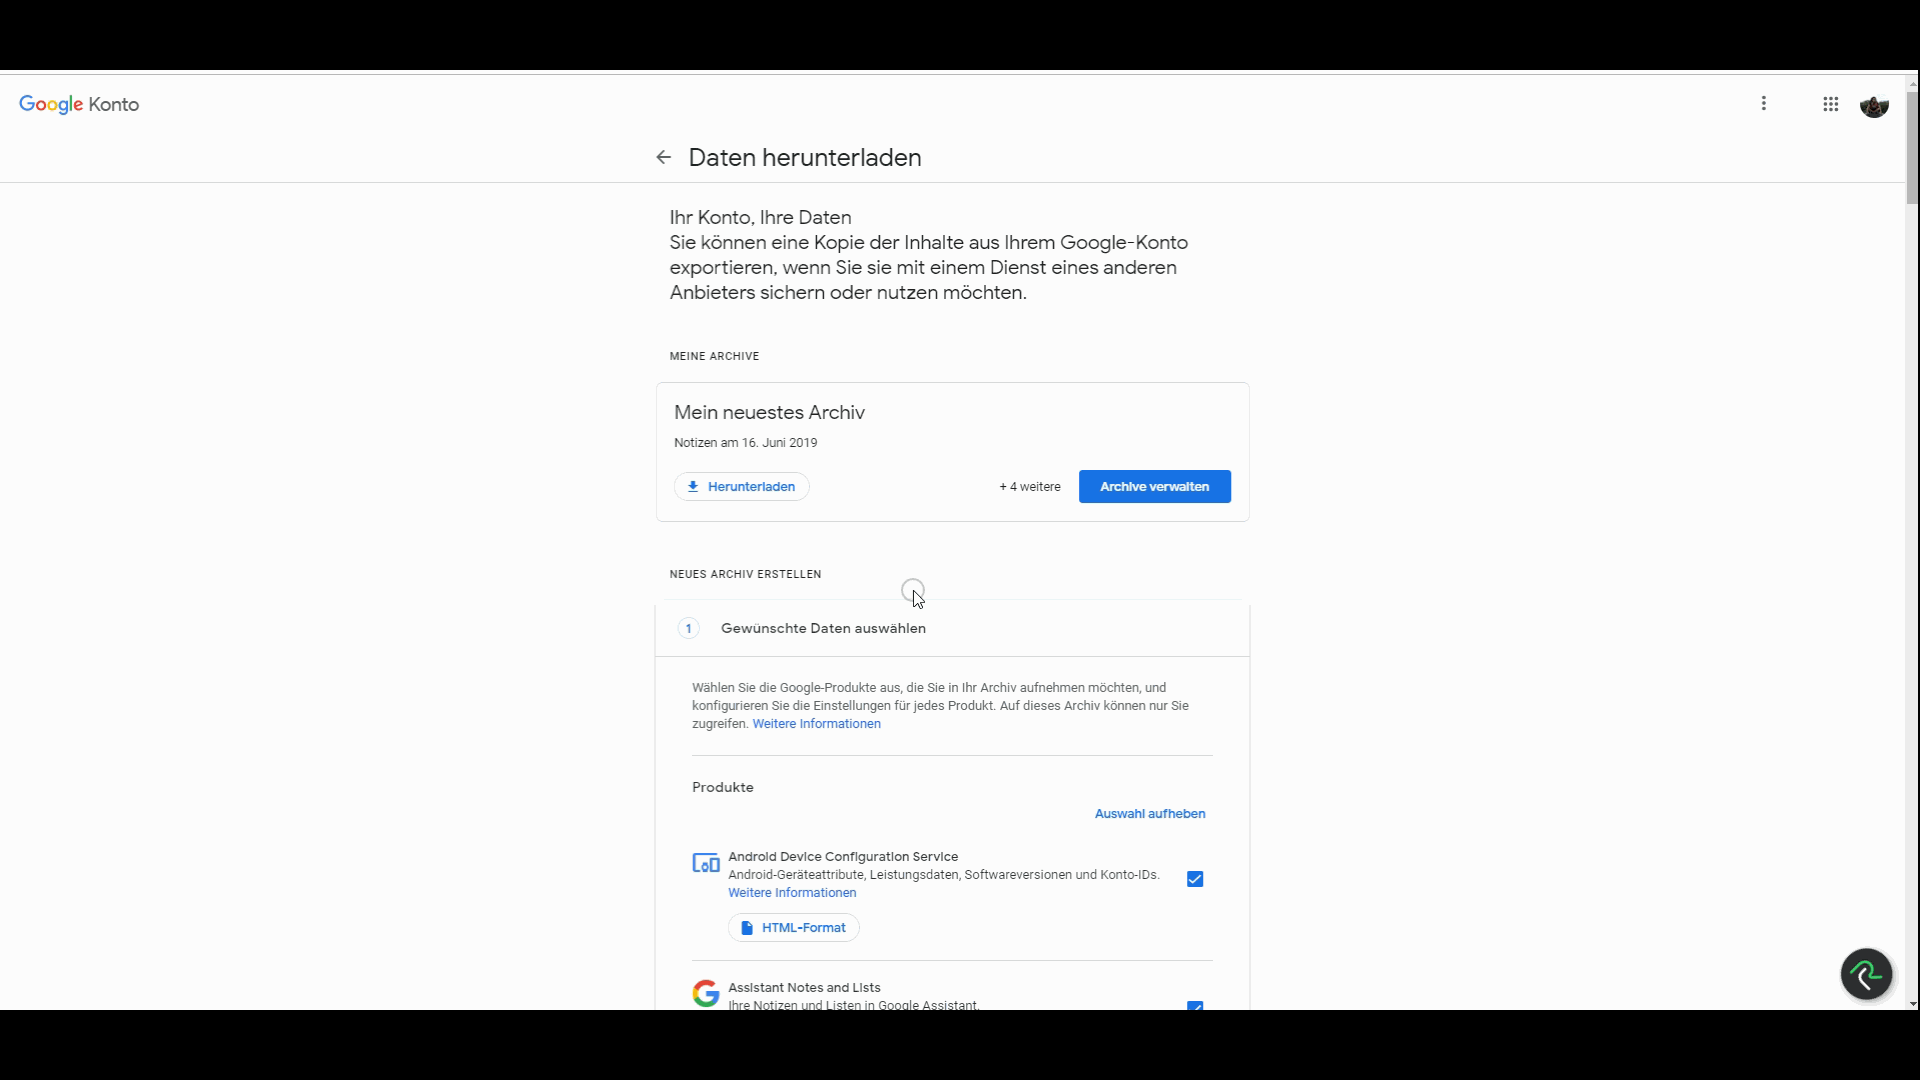 Google Konto
Daten herunterladen
Ihr Konto, Ihre Daten
Sie können eine Kopie der Inhalte aus Ihrem Google-Konto
exportieren, wenn Sie sie mit einem Dienst eines anderen
Anbieters sichern oder nutzen möchten.
MEINE ARCHIVE
Mein neuestes Archiv
Notizen am 16. Juni 2019
Herunterladen
+ 4 weitere
Archive verwalten
NEUES ARCHIV ERSTELLEN
1 Gewünschte Daten auswählen
Wählen Sie die Google-Produkte aus, die Sie in Ihr Archiv aufnehmen möchten, und
konfigurieren Sie die Einstellungen für jedes Produkt. Auf dieses Archiv können nur Sie
zugreifen. Weitere Informationen
Produkte
Auswahl aufheben
Android Device Configuration Service
Android-Geräteattribute, Leistungsdaten, Softwareversionen und Konto-IDs.
Weitere Informationen
HTML-Format
Assistant Notes and Lists
Ihre Notizen und Listen in Google Assistant.